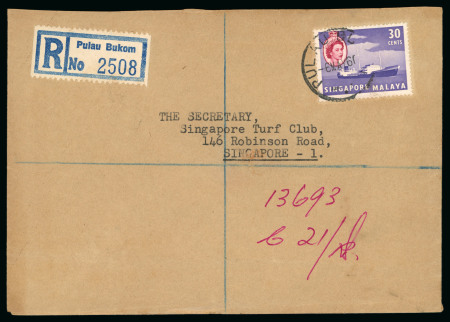 R
Pulau Bukom
No 2508
30
CENTS
SINGAPORE MALAYA
THE SECRETARY,
Singapore Turf Club,
146 Robinson Road,
SINGAPORE - 1.
13693